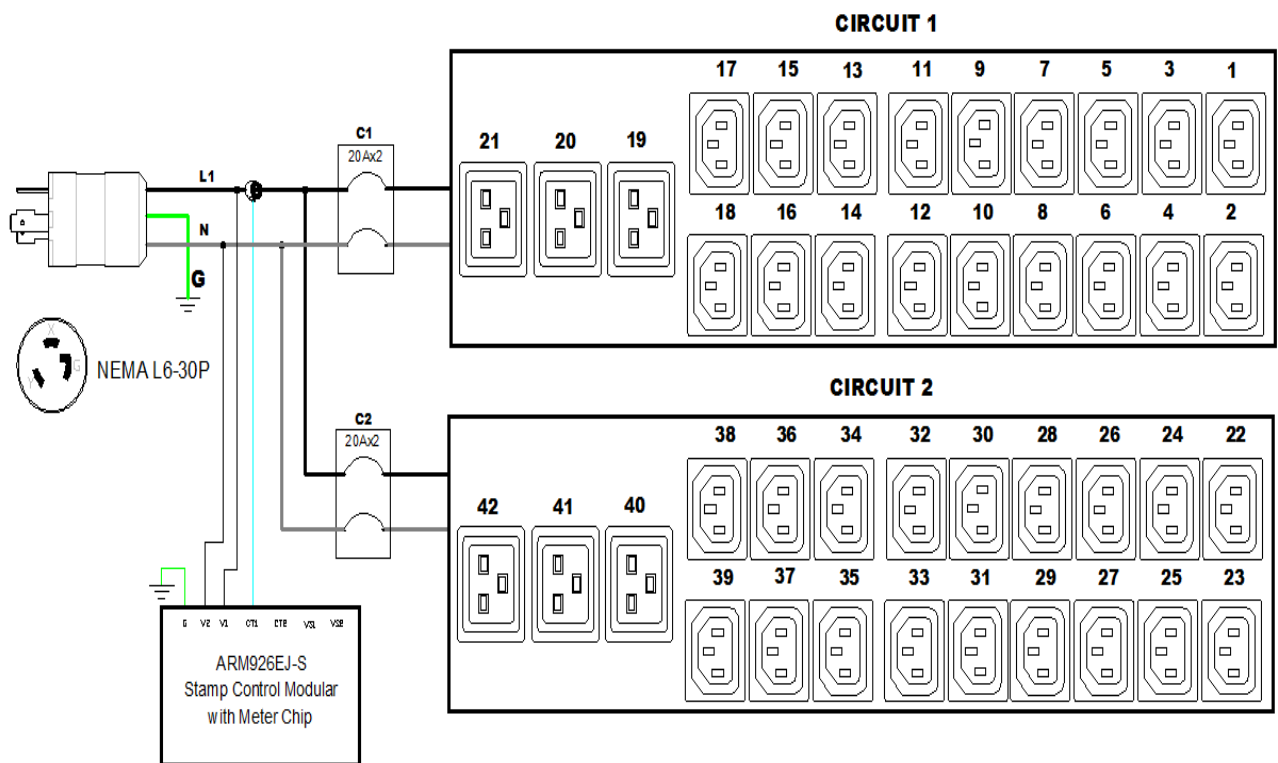 CIRCUIT 1
17 15 13 11 9 7 5 3 1
C1
20Ax2
21 20 19
L1
18 16 14 12 10 8 6 4 2
N
G
X
G
Y
NEMA L6-30P
CIRCUIT 2
C2
20Ax2
38 36 34 32 30 28 26 24 22
42 41 40
39 37 35 33 31 29 27 25 23
G V2 V1 CT1 CT2 VS1 VS2
ARM926EJ-S
Stamp Control Modular
with Meter Chip